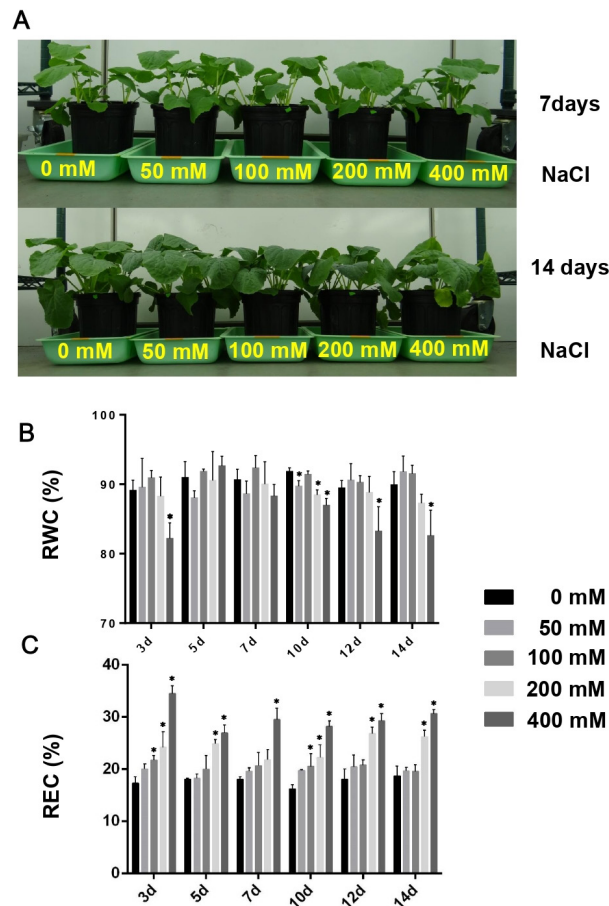 A
7days
0 mM 50 mM 100 mM 200 mM 400 mM
NaCl
14 days
0 mM 50 mM 100 mM 200 mM 400 mM
NaCl
B
RWC (%)
100
90
80
70
* * * * * *
3d 5d 7d 10d 12d 14d
C
REC (%)
40
30
20
10
0
* * * * * * * * * * * * *
3d 5d 7d 10d 12d 14d
0 mM
50 mM
100 mM
200 mM
400 mM